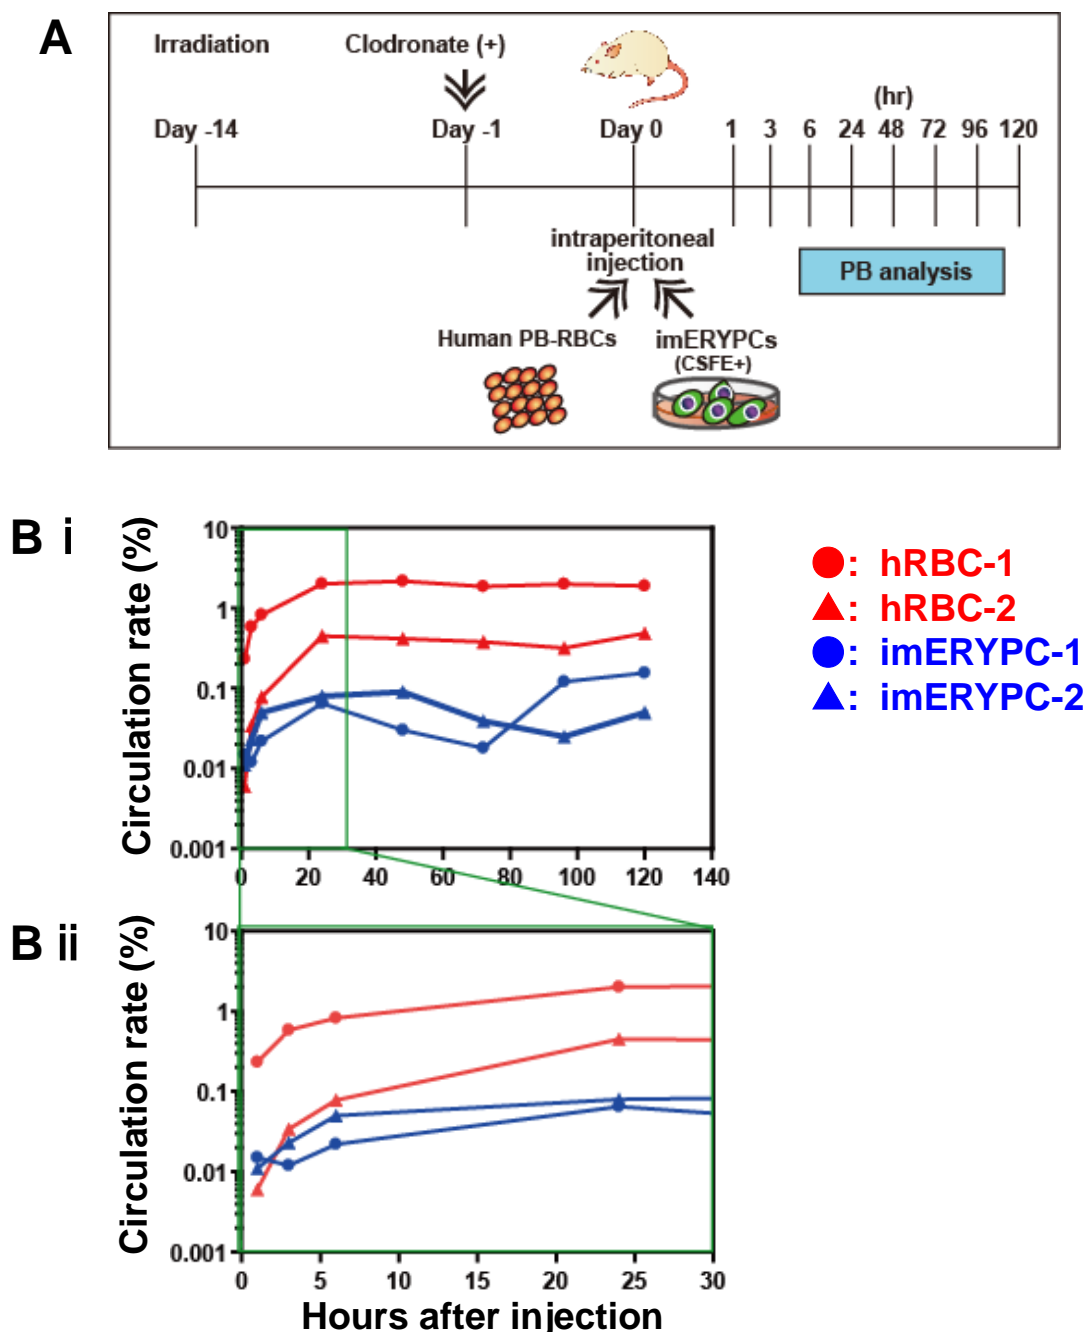 A
Irradiation
Clodronate (+)
(hr)
Day -14
Day -1
Day 0
1 3 6 24 48 72 96 120
intraperitoneal
injection
PB analysis
Human PB-RBCs
imERYPCs
(CSFE+)
B i
Circulation rate (%)
10
1
0.1
0.01
0.001
0 20 40 60 80 100 120 140
●: hRBC-1
▲: hRBC-2
●: imERYPC-1
▲: imERYPC-2
B ii
Circulation rate (%)
10
1
0.1
0.01
0.001
0 5 10 15 20 25 30
Hours after injection